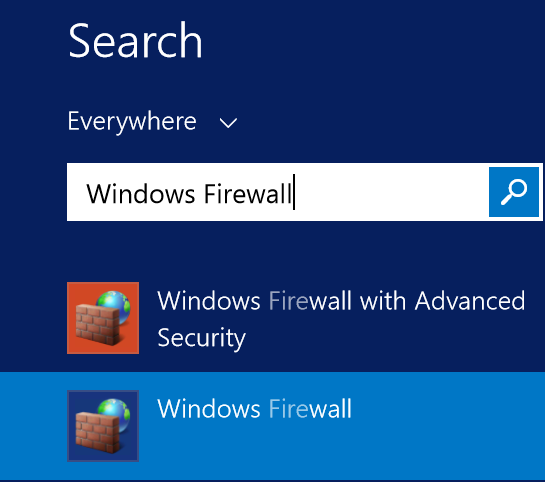 Search
Everywhere
Windows Firewall
Windows Firewall with Advanced
Security
Windows Firewall